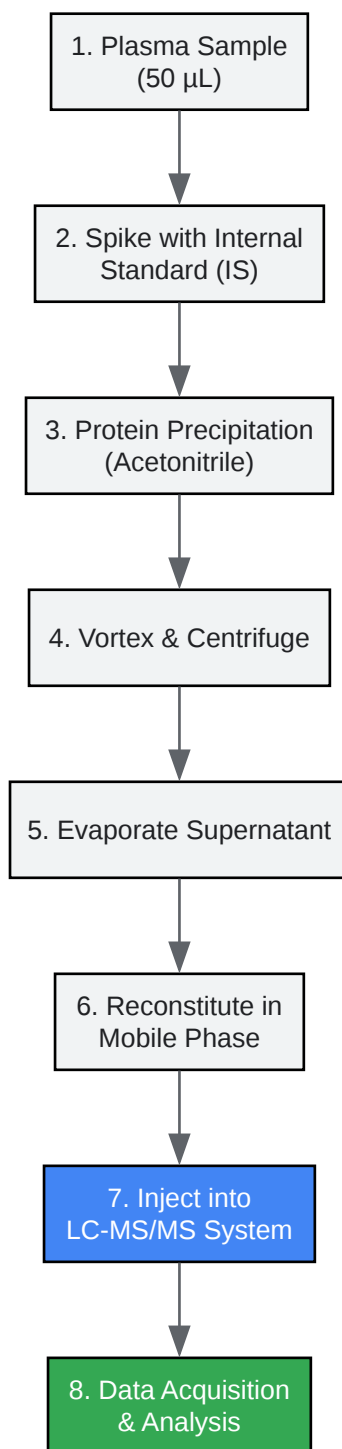 1. Plasma Sample
(50 µL)
2. Spike with Internal
Standard (IS)
3. Protein Precipitation
(Acetonitrile)
4. Vortex & Centrifuge
5. Evaporate Supernatant
6. Reconstitute in
Mobile Phase
7. Inject into
LC-MS/MS System
8. Data Acquisition
& Analysis